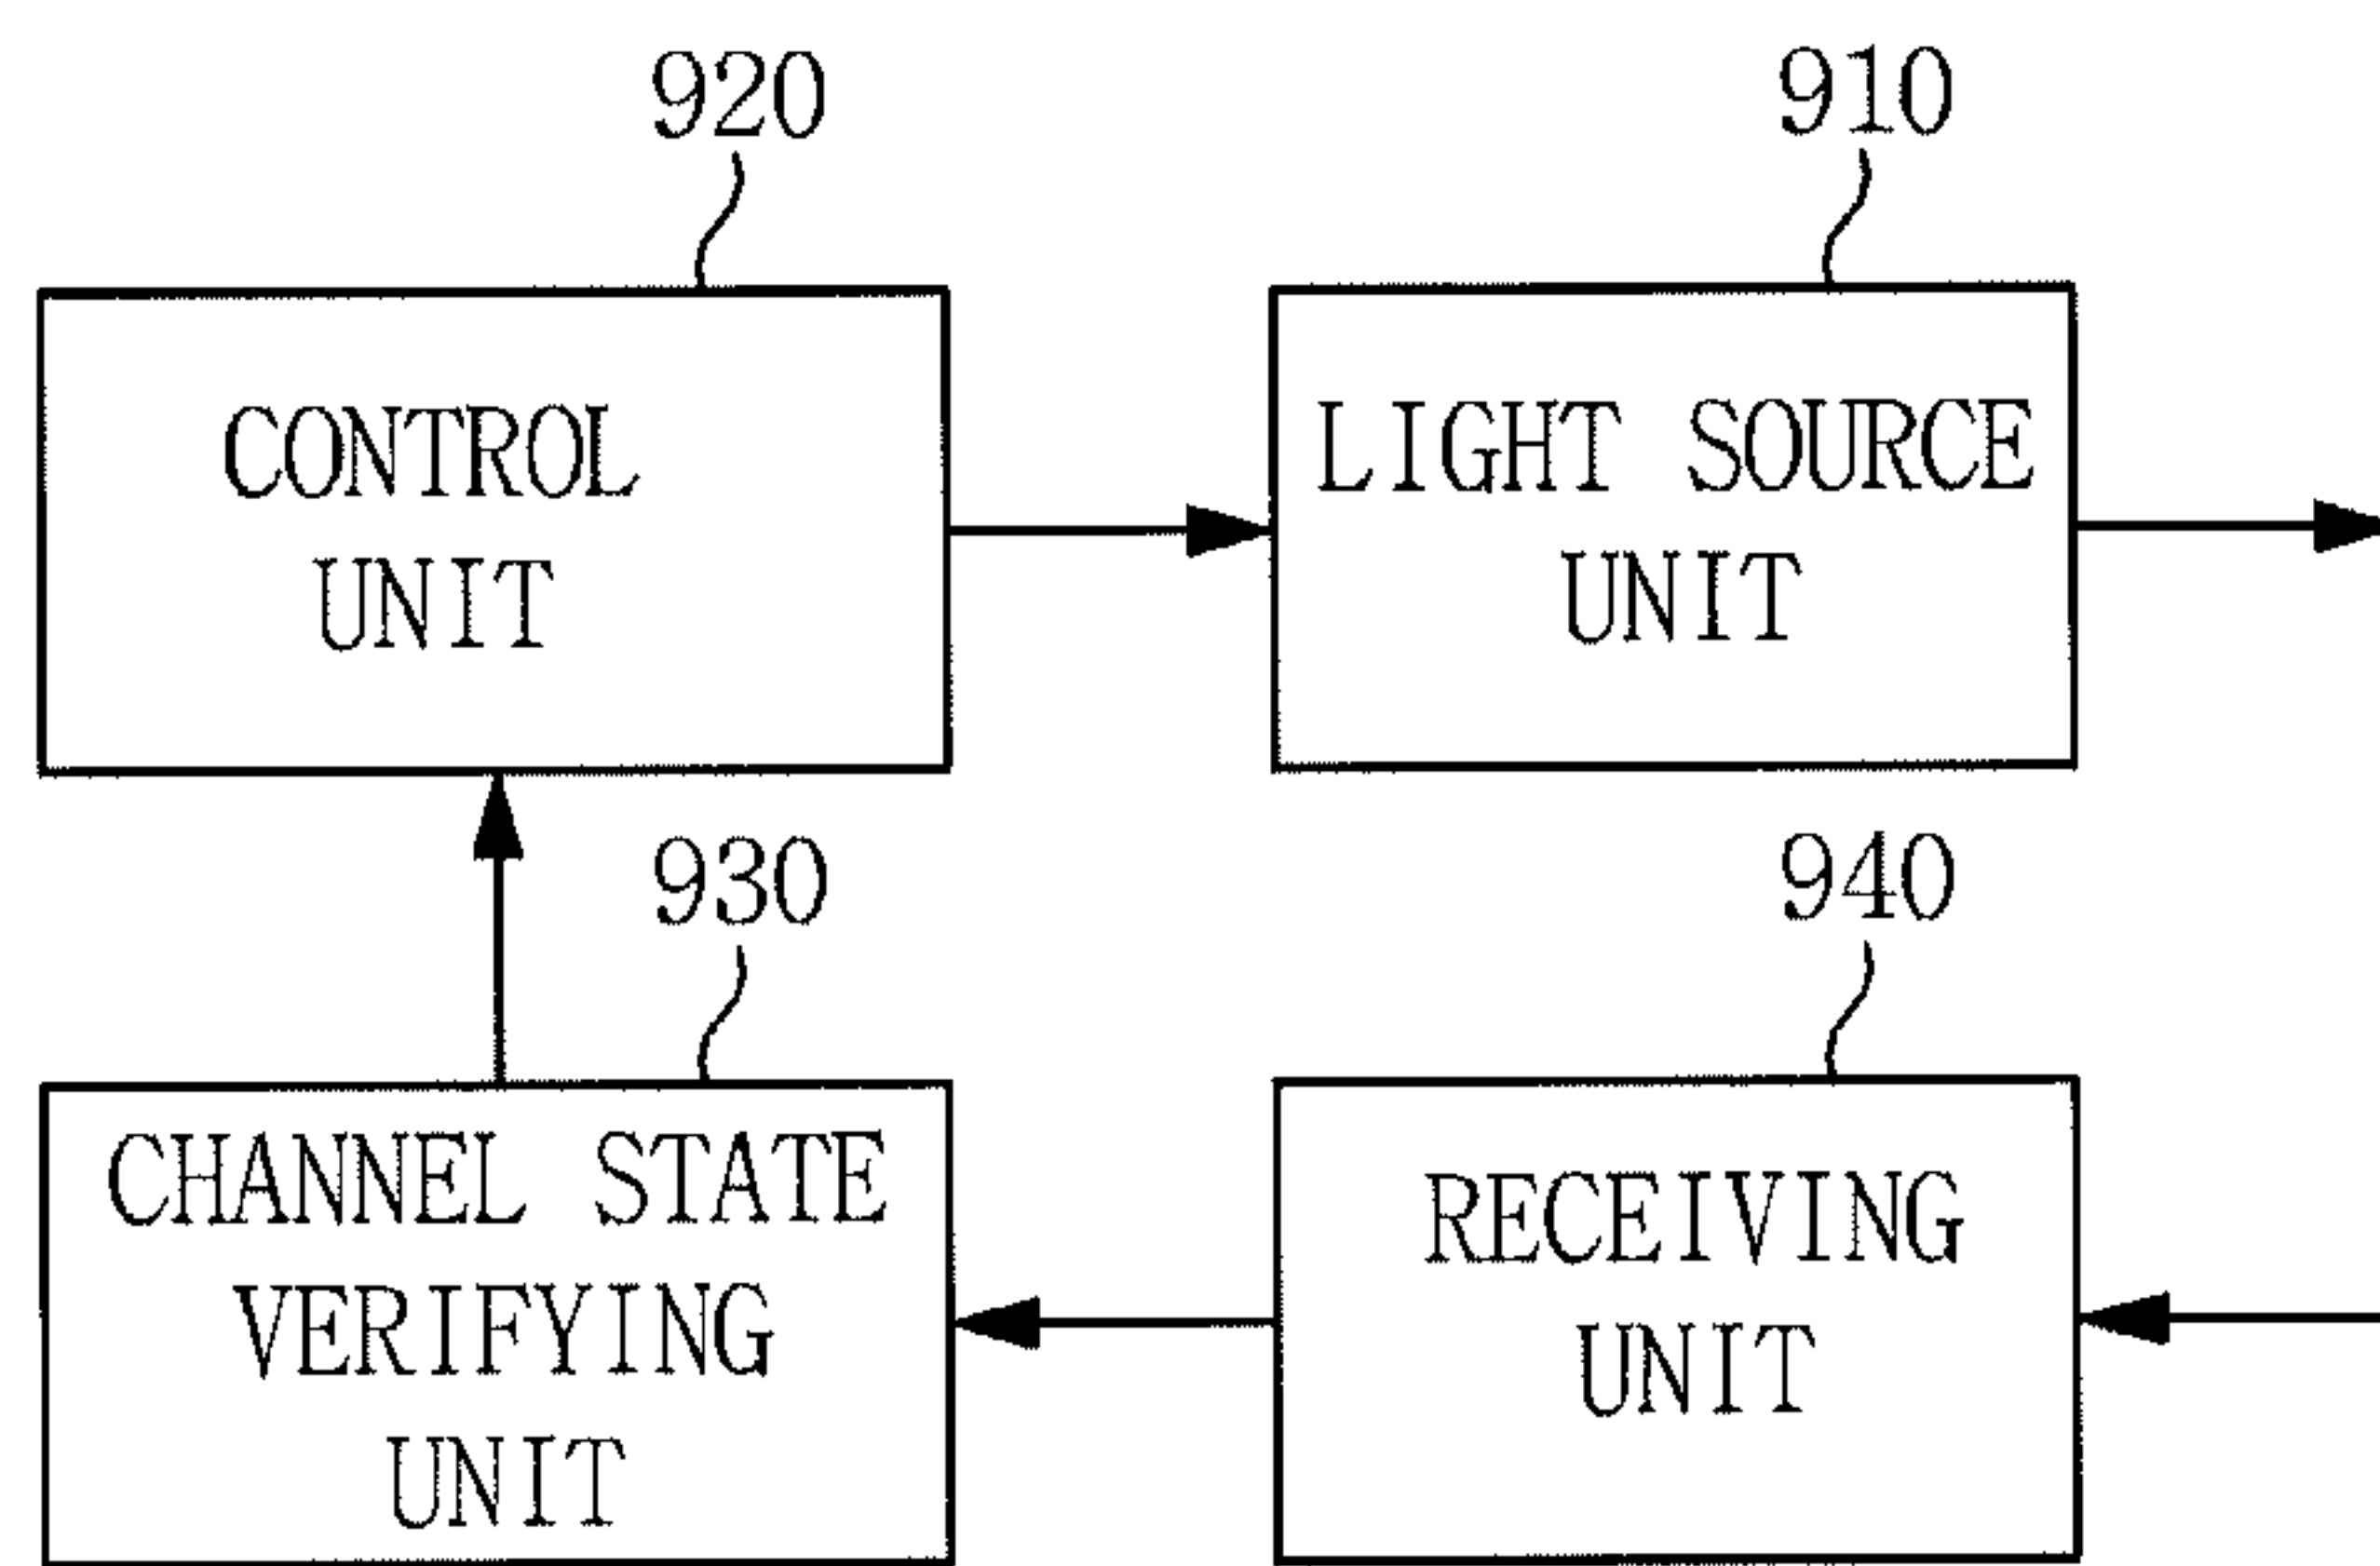 920
910
CONTROL
UNIT
LIGHT SOURCE
UNIT
930
940
CHANNEL STATE
VERIFYING
UNIT
RECEIVING
UNIT